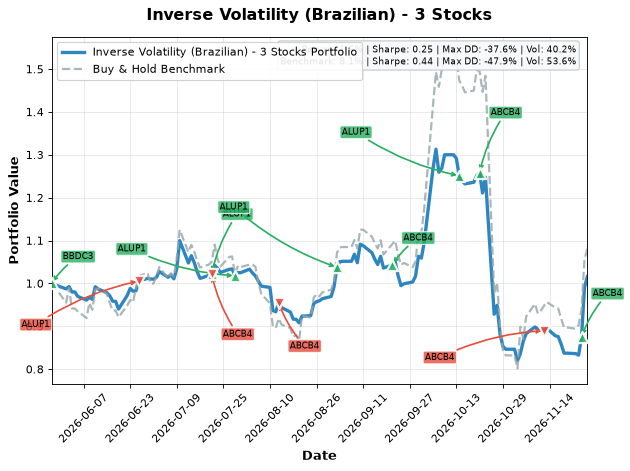 Inverse Volatility (Brazilian) - 3 Stocks
Inverse Volatility (Brazilian) - 3 Stocks Portfolio
Buy & Hold Benchmark
| Sharpe: 0.25 | Max DD: -37.6% | Vol: 40.2%
Benchmark: 8.1% | Sharpe: 0.44 | Max DD: -47.9% | Vol: 53.6%
Portfolio Value
1.5
1.4
1.3
1.2
1.1
1.0
0.9
0.8
ABCB4
ALUP1
ALUP1
ALUP1
ABCB4
ALUP1
BBDC3
ABCB4
ALUP1
ABCB4
ABCB4
ABCB4
2026-06-07
2026-06-23
2026-07-09
2026-07-25
2026-08-10
2026-08-26
2026-09-11
2026-09-27
2026-10-13
2026-10-29
2026-11-14
Date